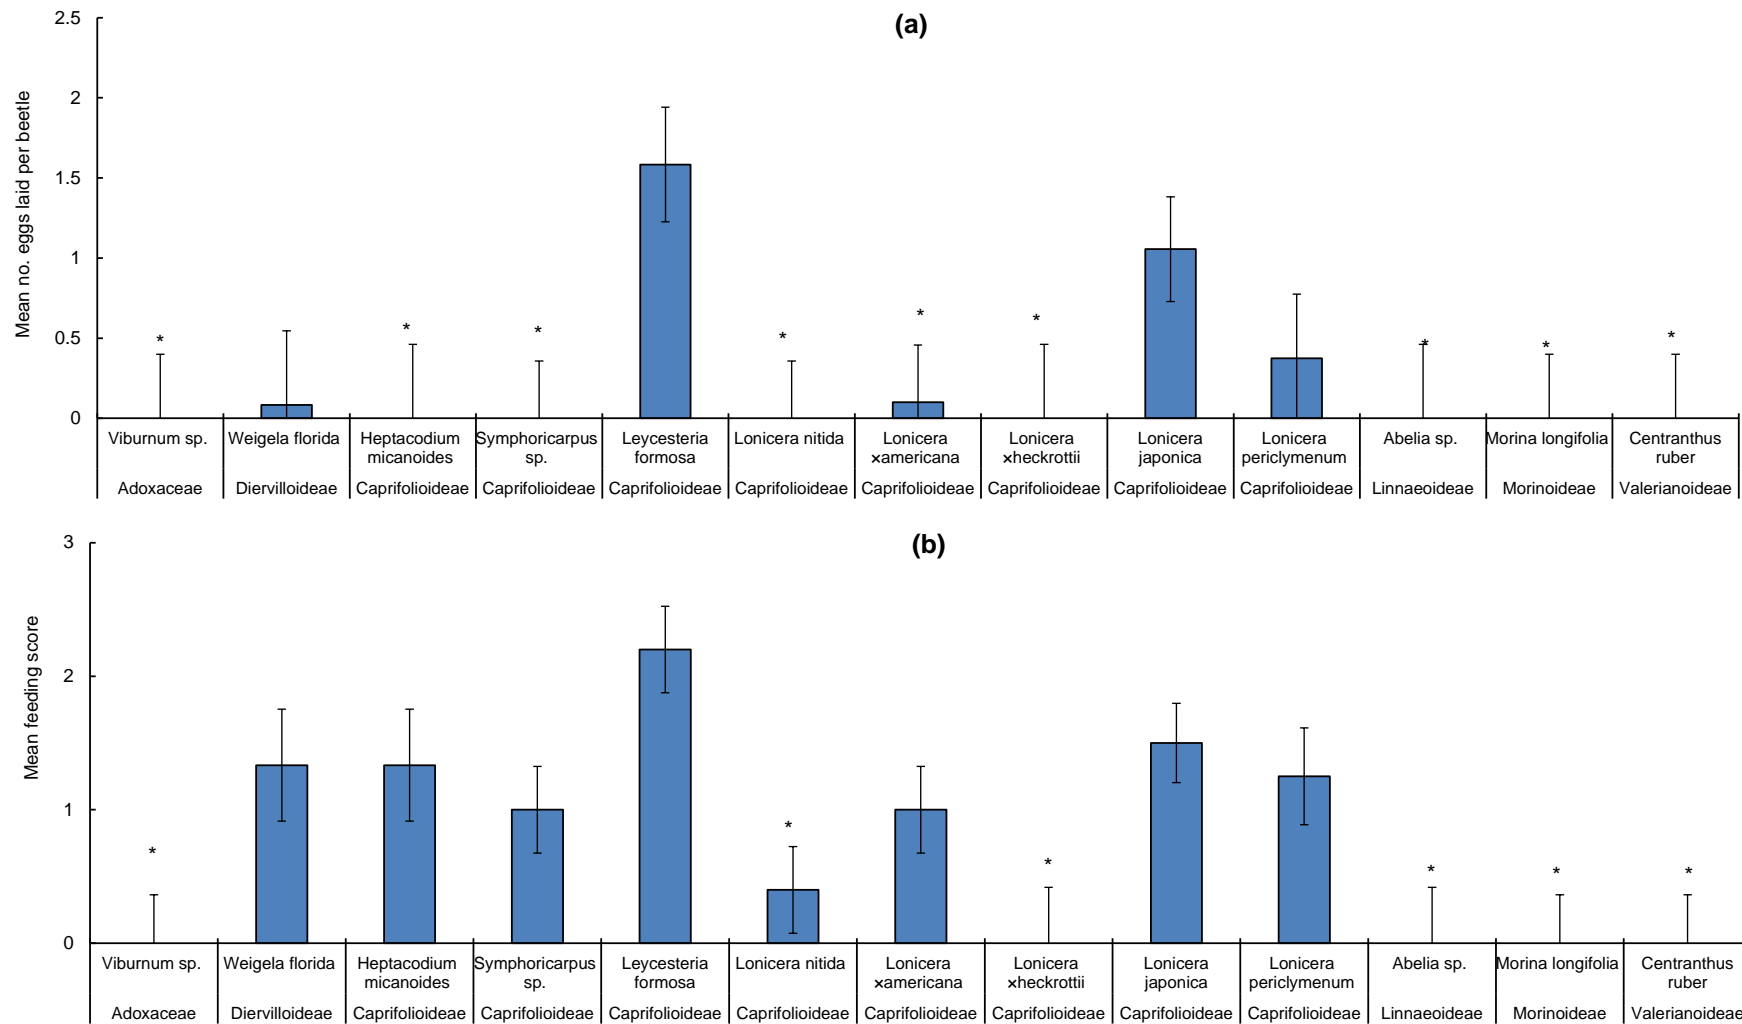 (a)
Mean no. eggs laid per beetle
2.5
2
1.5
1
0.5
0
* * * * * * * * * *
Viburnum sp. Weigela florida Heptacodium Symphoricarpus Leycesteria Lonicera nitida Lonicera Lonicera Lonicera Lonicera Abelia sp. Morina longifolia Centranthus
micanoides sp. formosa ×americana ×heckrottii japonica periclymenum ruber
Adoxaceae Diervilloideae Caprifolioideae Caprifolioideae Caprifolioideae Caprifolioideae Caprifolioideae Caprifolioideae Caprifolioideae Caprifolioideae Linnaeoideae Morinoideae Valerianoideae
(b)
Mean feeding score
3
2
1
0
* * * * * *
Viburnum sp. Weigela florida Heptacodium Symphoricarpus Leycesteria Lonicera nitida Lonicera Lonicera Lonicera Lonicera Abelia sp. Morina longifolia Centranthus
micanoides sp. formosa ×americana ×heckrottii japonica periclymenum ruber
Adoxaceae Diervilloideae Caprifolioideae Caprifolioideae Caprifolioideae Caprifolioideae Caprifolioideae Caprifolioideae Caprifolioideae Caprifolioideae Linnaeoideae Morinoideae Valerianoideae